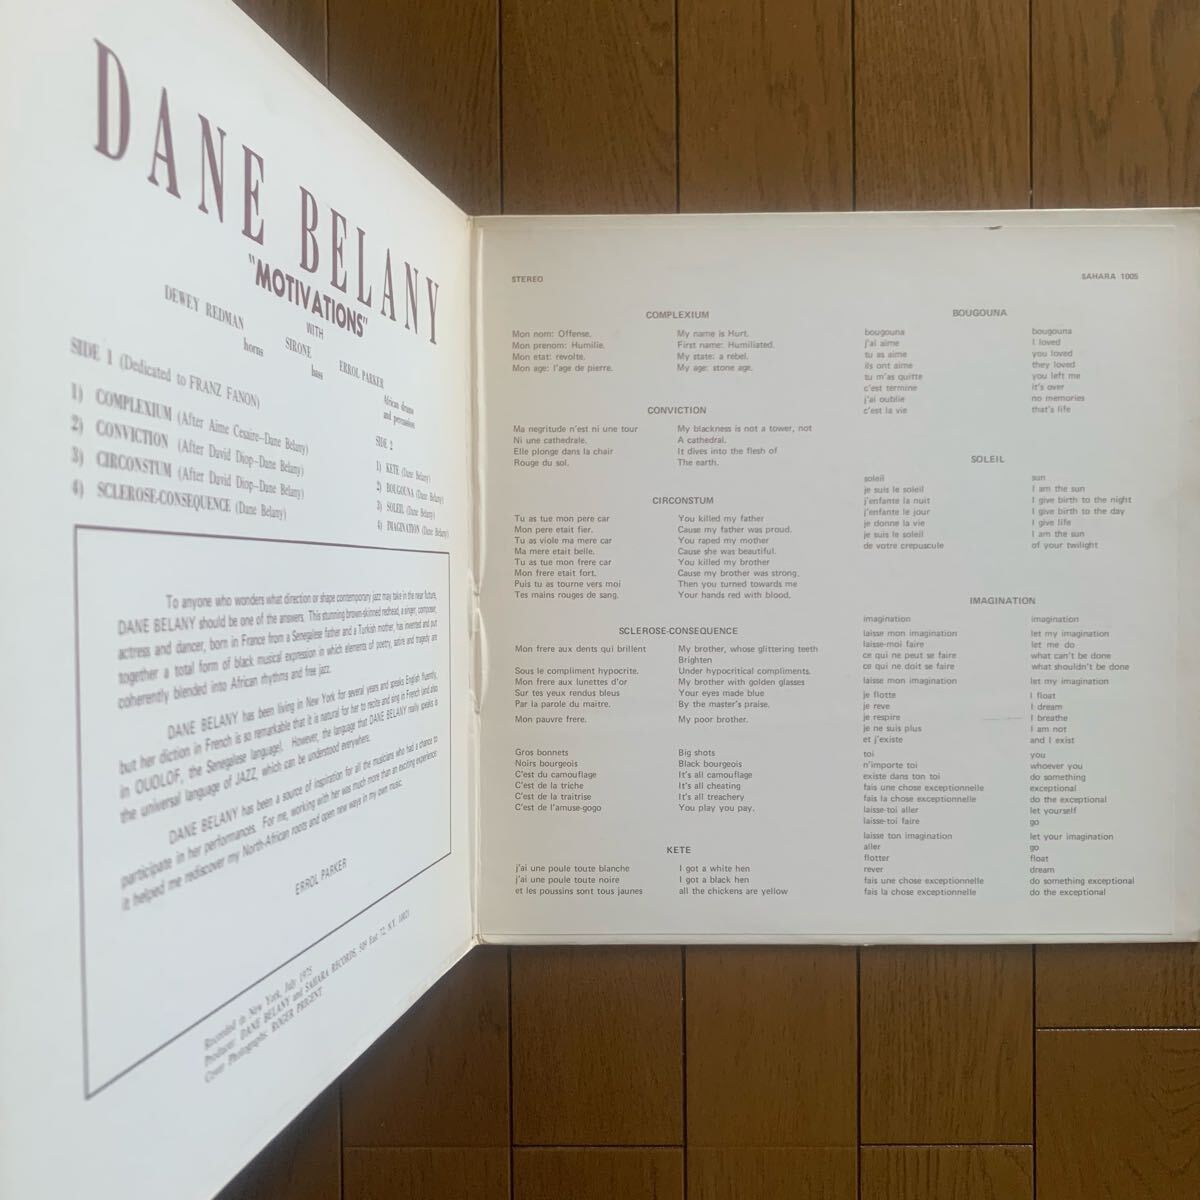 DANE BELANY
"MOTIVATIONS"
WITH
DEWEY REDMAN
horns
SIRONE
bass
ERROL PARKER
African drums
and percussion
SIDE 1 (Dedicated to FRANZ FANON)
1) COMPLEXIUM (After Aime Cesaire–Dane Belany)
2) CONVICTION (After David Diop–Dane Belany)
3) CIRCONSTUM (After David Diop–Dane Belany)
4) SCLEROSE-CONSEQUENCE (Dane Belany)
SIDE 2
1) KETE (Dane Belany)
2) BOUGOUNA (Dane Belany)
3) SOLEIL (Dane Belany)
4) IMAGINATION (Dane Belany)
To anyone who wonders what direction or shape contemporary jazz may take in the near future,
DANE BELANY should be one of the answers. This stunning brown-skinned redhead, a singer, composer,
actress and dancer, born in France from a Senegalese father and a Turkish mother, has invented and put
together a total form of black musical expression in which elements of poetry, satire and tragedy are
coherently blended into African rhythms and free jazz.
DANE BELANY has been living in New York for several years and speaks English fluently,
but her diction in French is so remarkable that it is natural for her to recite and sing in French (and also
in OUOLOF, the Senegalese language). However, the language that DANE BELANY really speaks is
the universal language of JAZZ, which can be understood everywhere.
DANE BELANY has been a source of inspiration for all the musicians who had a chance to
participate in her performances. For me, working with her was much more than an exciting experience:
it helped me rediscover my North-African roots and open new ways in my own music.
ERROL PARKER
Recorded in New York, July 1975
Producer: DANE BELANY and SAHARA RECORDS, 509 East 72, N.Y. 10021
Cover Photographs: ROGER PRIGENT
STEREO
SAHARA 1005
COMPLEXIUM
Mon nom: Offense. My name is Hurt.
Mon prenom: Humilie. First name: Humiliated.
Mon etat: revolte. My state: a rebel.
Mon age: l'age de pierre. My age: stone age.
CONVICTION
Ma negritude n'est ni une tour My blackness is not a tower, not
Ni une cathedrale. A cathedral.
Elle plonge dans la chair It dives into the flesh of
Rouge du sol. The earth.
CIRCONSTUM
Tu as tue mon pere car You killed my father
Mon pere etait fier. Cause my father was proud.
Tu as viole ma mere car You raped my mother
Ma mere etait belle. Cause she was beautiful.
Tu as tue mon frere car You killed my brother
Mon frere etait fort. Cause my brother was strong.
Puis tu as tourne vers moi Then you turned towards me
Tes mains rouges de sang. Your hands red with blood.
SCLEROSE-CONSEQUENCE
Mon frere aux dents qui brillent My brother, whose glittering teeth
Brighten
Sous le compliment hypocrite. Under hypocritical compliments.
Mon frere aux lunettes d'or My brother with golden glasses
Sur tes yeux rendus bleus Your eyes made blue
Par la parole du maitre. By the master's praise.
Mon pauvre frere. My poor brother.
Gros bonnets Big shots
Noirs bourgeois Black bourgeois
C'est du camouflage It's all camouflage
C'est de la triche It's all cheating
C'est de la traitrise It's all treachery
C'est de l'amuse-gogo You play you pay.
KETE
j'ai une poule toute blanche I got a white hen
j'ai une poule toute noire I got a black hen
et les poussins sont tous jaunes all the chickens are yellow
BOUGOUNA
bougouna bougouna
j'ai aime I loved
tu as aime you loved
ils ont aime they loved
tu m'as quitte you left me
c'est termine it's over
j'ai oublie no memories
c'est la vie that's life
SOLEIL
soleil sun
je suis le soleil I am the sun
j'enfante la nuit I give birth to the night
j'enfante le jour I give birth to the day
je donne la vie I give life
je suis le soleil I am the sun
de votre crepuscule of your twilight
IMAGINATION
imagination imagination
laisse mon imagination let my imagination
laisse-moi faire let me do
ce qui ne peut se faire what can't be done
ce qui ne doit se faire what shouldn't be done
laisse mon imagination let my imagination
je flotte I float
je reve I dream
je respire I breathe
je ne suis plus I am not
et j'existe and I exist
toi you
n'importe toi whoever you
existe dans ton toi do something
fais une chose exceptionnelle exceptional
fais la chose exceptionnelle do the exceptional
laisse-toi aller let yourself
laisse-toi faire go
laisse ton imagination let your imagination
aller go
flotter float
rever dream
fais une chose exceptionnelle do something exceptional
fais la chose exceptionnelle do the exceptional